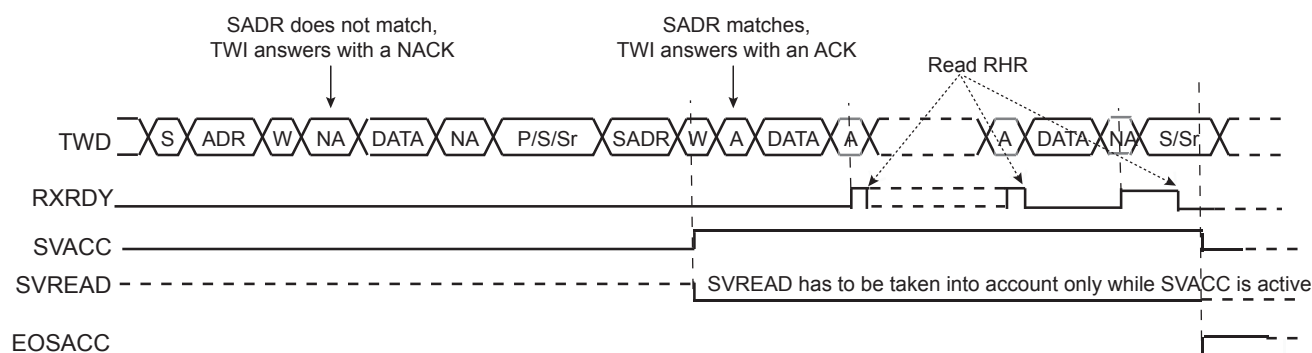 SADR does not match,
TWI answers with a NACK
SADR matches,
TWI answers with an ACK
Read RHR
TWD S ADR W NA DATA NA P/S/Sr SADR W A DATA A A DATA NA S/Sr
RXRDY
SVACC
SVREAD SVREAD has to be taken into account only while SVACC is active
EOSACC